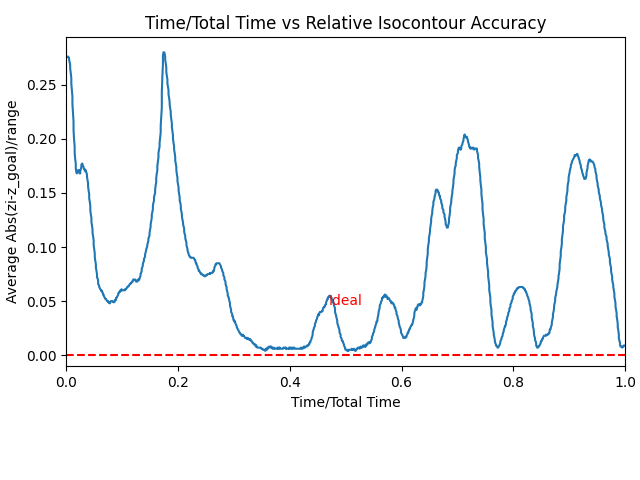 Time/Total Time vs Relative Isocontour Accuracy
Average Abs(zi-z_goal)/range
0.25
0.20
0.15
0.10
0.05
0.00
Ideal
0.0 0.2 0.4 0.6 0.8 1.0
Time/Total Time